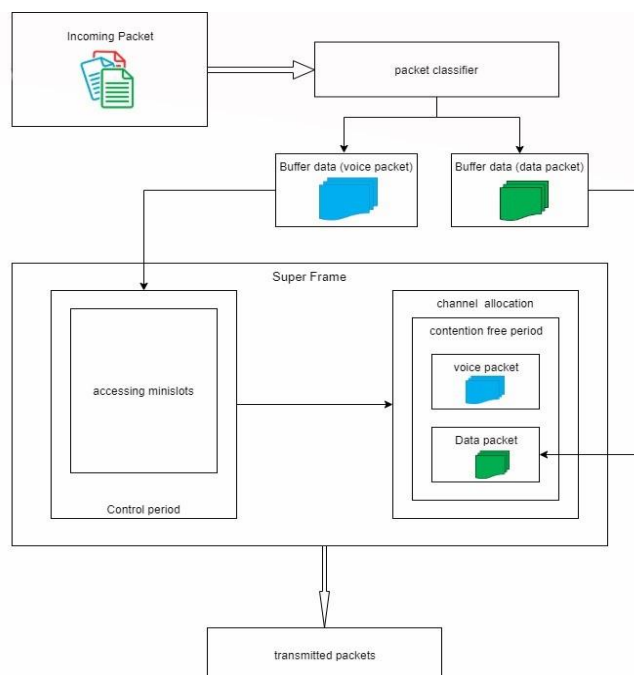 Incoming Packet
packet classifier
Buffer data (voice packet)
Buffer data (data packet)
Super Frame
channel allocation
contention free period
voice packet
accessing minislots
Data packet
Control period
transmitted packets